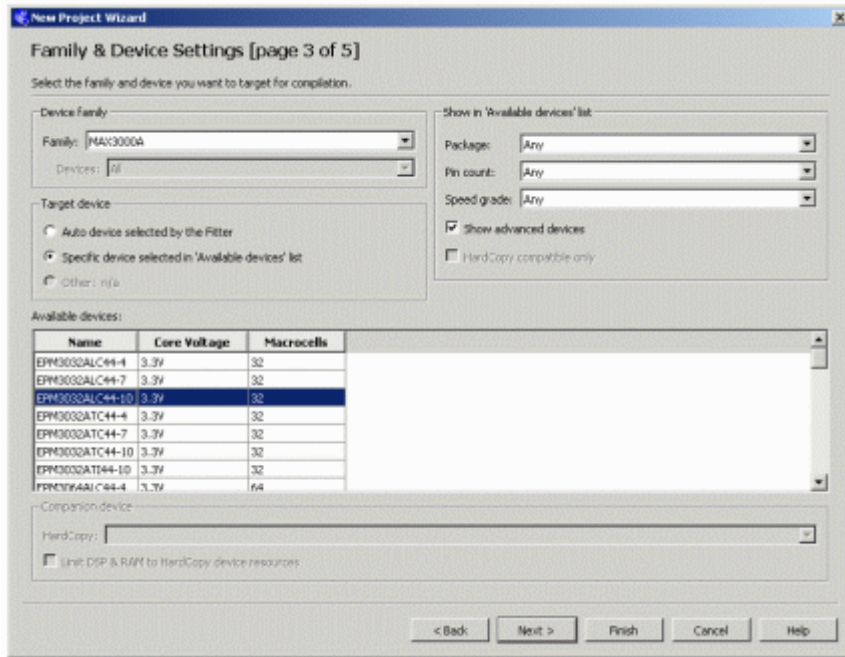 New Project Wizard
Family & Device Settings [page 3 of 5]
Select the family and device you want to target for compilation.
Device family
Family: MAX3000A
Devices: All
Target device
Auto device selected by the Fitter
Specific device selected in 'Available devices' list
Other: n/a
Show in 'Available devices' list
Package: Any
Pin count: Any
Speed grade: Any
Show advanced devices
HardCopy compatible only
Available devices:
Name Core Voltage Macrocells
EPM3032ALC44-4 3.3V 32
EPM3032ALC44-7 3.3V 32
EPM3032ALC44-10 3.3V 32
EPM3032ATC44-4 3.3V 32
EPM3032ATC44-7 3.3V 32
EPM3032ATC44-10 3.3V 32
EPM3032ATI44-10 3.3V 32
EPM3064ALC44-4 3.3V 64
Companion device
HardCopy:
Limit DSP & RAM to HardCopy device resources
< Back Next > Finish Cancel Help